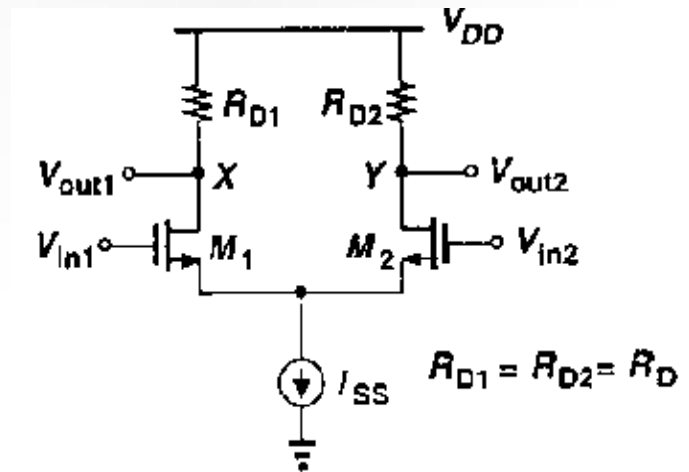 V_DD
R_D1 R_D2
V_out1 X Y V_out2
V_in1 M_1 M_2 V_in2
I_SS R_D1 = R_D2 = R_D